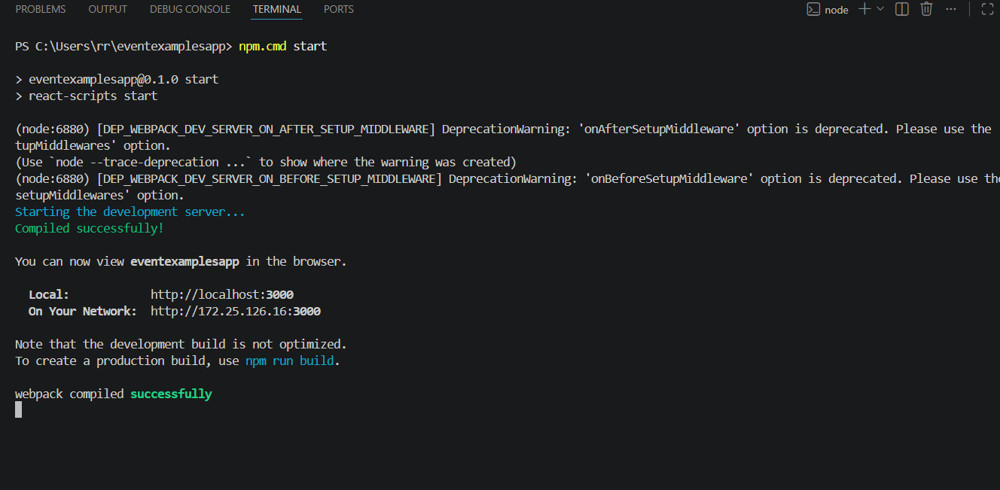 PROBLEMS OUTPUT DEBUG CONSOLE TERMINAL PORTS node
PS C:\Users\rr\eventexamplesapp> npm.cmd start
> eventexamplesapp@0.1.0 start
> react-scripts start
(node:6880) [DEP_WEBPACK_DEV_SERVER_ON_AFTER_SETUP_MIDDLEWARE] DeprecationWarning: 'onAfterSetupMiddleware' option is deprecated. Please use the
tupMiddlewares' option.
(Use `node --trace-deprecation ...` to show where the warning was created)
(node:6880) [DEP_WEBPACK_DEV_SERVER_ON_BEFORE_SETUP_MIDDLEWARE] DeprecationWarning: 'onBeforeSetupMiddleware' option is deprecated. Please use the
setupMiddlewares' option.
Starting the development server...
Compiled successfully!
You can now view eventexamplesapp in the browser.
Local: http://localhost:3000
On Your Network: http://172.25.126.16:3000
Note that the development build is not optimized.
To create a production build, use npm run build.
webpack compiled successfully